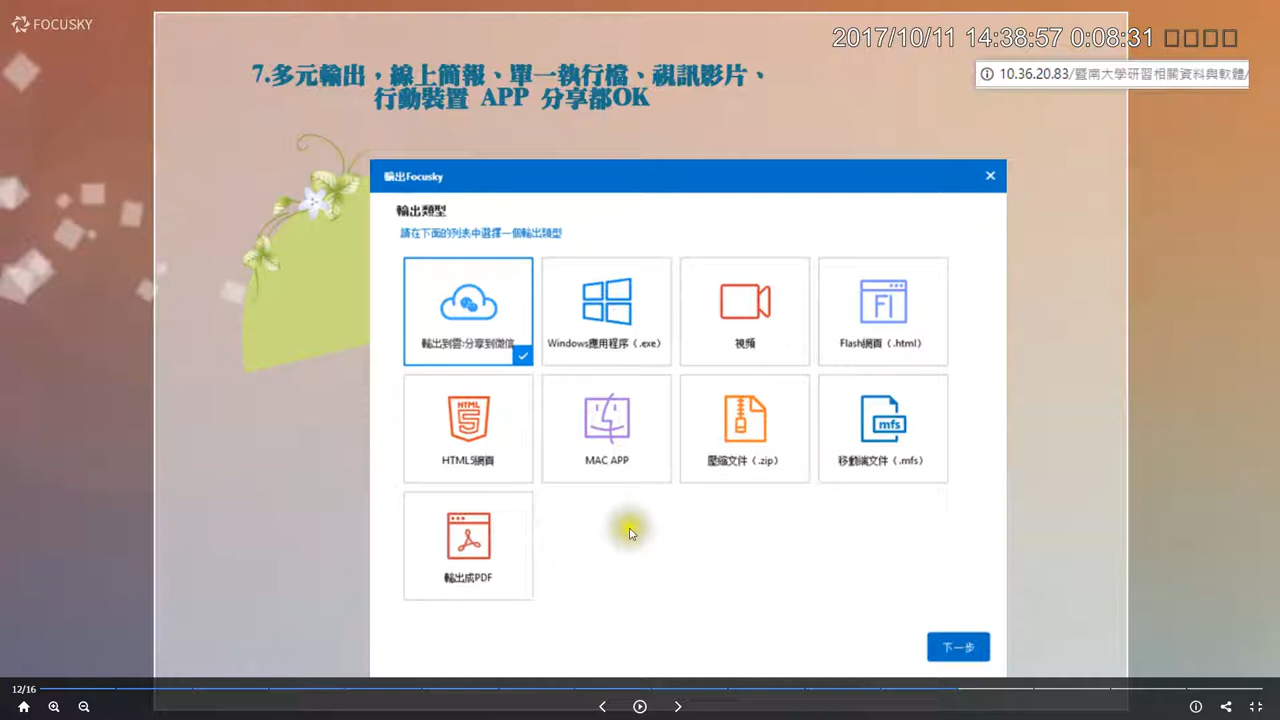 FOCUSKY
2017/10/11 14:38:57 0:08:31
10.36.20.83/暨南大學研習相關資料與軟體/
7.多元輸出，線上簡報、單一執行檔、視訊影片、
行動裝置 APP 分享都OK
輸出Focusky
輸出類型
請在下面的列表中選擇一個輸出類型
輸出到雲·分享到微信
Windows應用程序（.exe）
視頻
Fl
Flash網頁（.html）
HTML
5
HTML5網頁
MAC APP
壓縮文件（.zip）
mfs
移動端文件（.mfs）
輸出成PDF
下一步
12/16